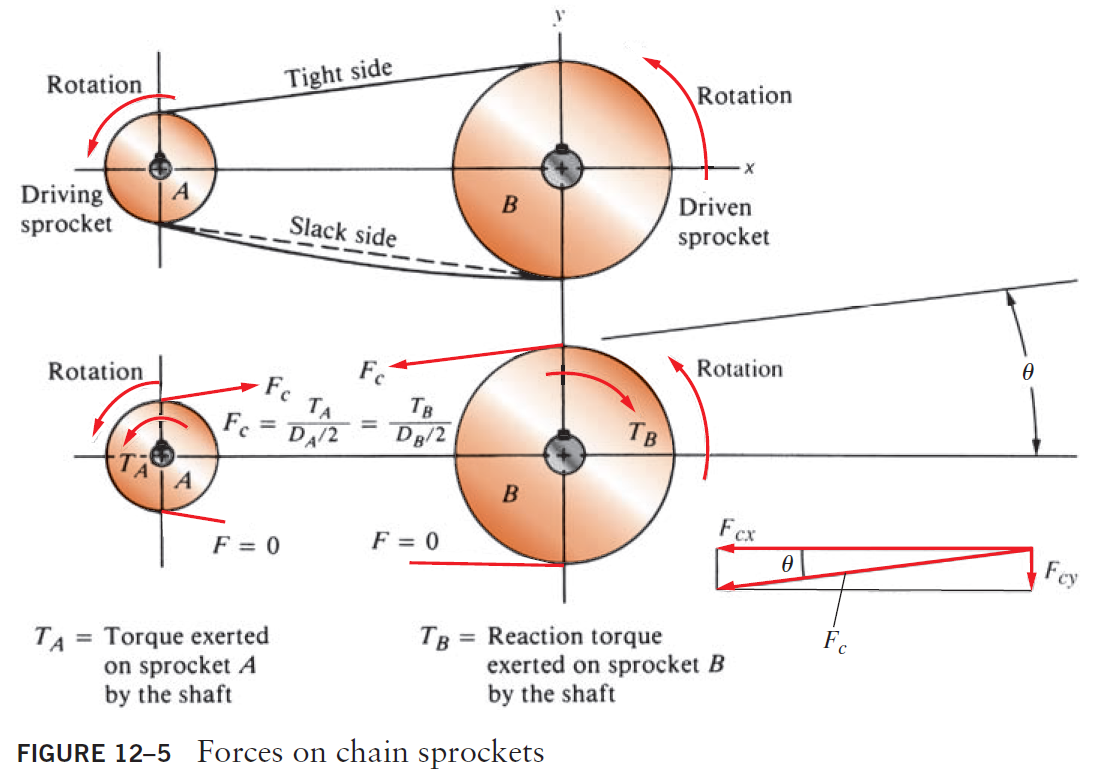 y
Rotation
Tight side
Rotation
x
A
Driving
sprocket
B
Driven
sprocket
Slack side
Rotation
F_c
F_c
Rotation
θ
F_c = T_A / D_A/2 = T_B / D_B/2
T_B
T_A
A
B
F = 0
F = 0
F_cx
θ
F_cy
F_c
T_A = Torque exerted
on sprocket A
by the shaft
T_B = Reaction torque
exerted on sprocket B
by the shaft
FIGURE 12–5 Forces on chain sprockets